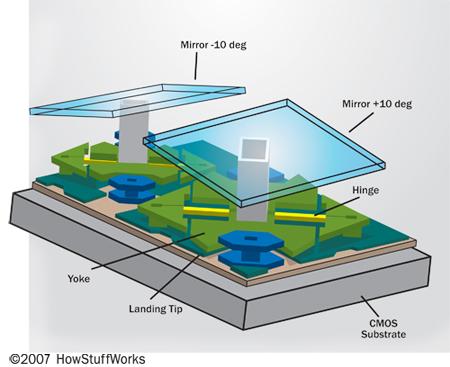 Mirror -10 deg
Mirror +10 deg
Hinge
Yoke
Landing Tip
CMOS
Substrate
©2007 HowStuffWorks